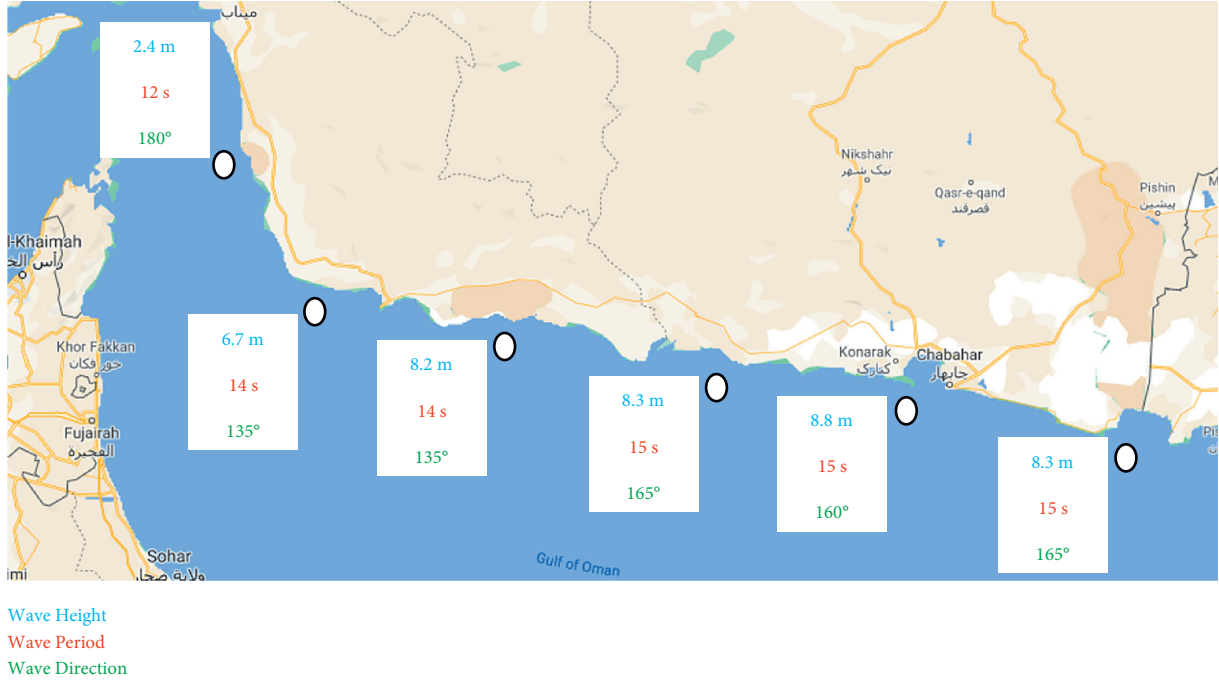 ميناب
2.4 m
12 s
180°
Nikshahr
نیک شهر
Qasr-e-qand
قصرقند
Pishin
پیشین
l-Khaimah
رأس الخ
6.7 m
14 s
135°
8.2 m
14 s
135°
Khor Fakkan
خور فكان
Konarak
کنارک
Chabahar
چابهار
8.3 m
15 s
165°
8.8 m
15 s
160°
Fujairah
الفجيرة
8.3 m
15 s
165°
Gulf of Oman
Sohar
ولاية صحار
Wave Height
Wave Period
Wave Direction